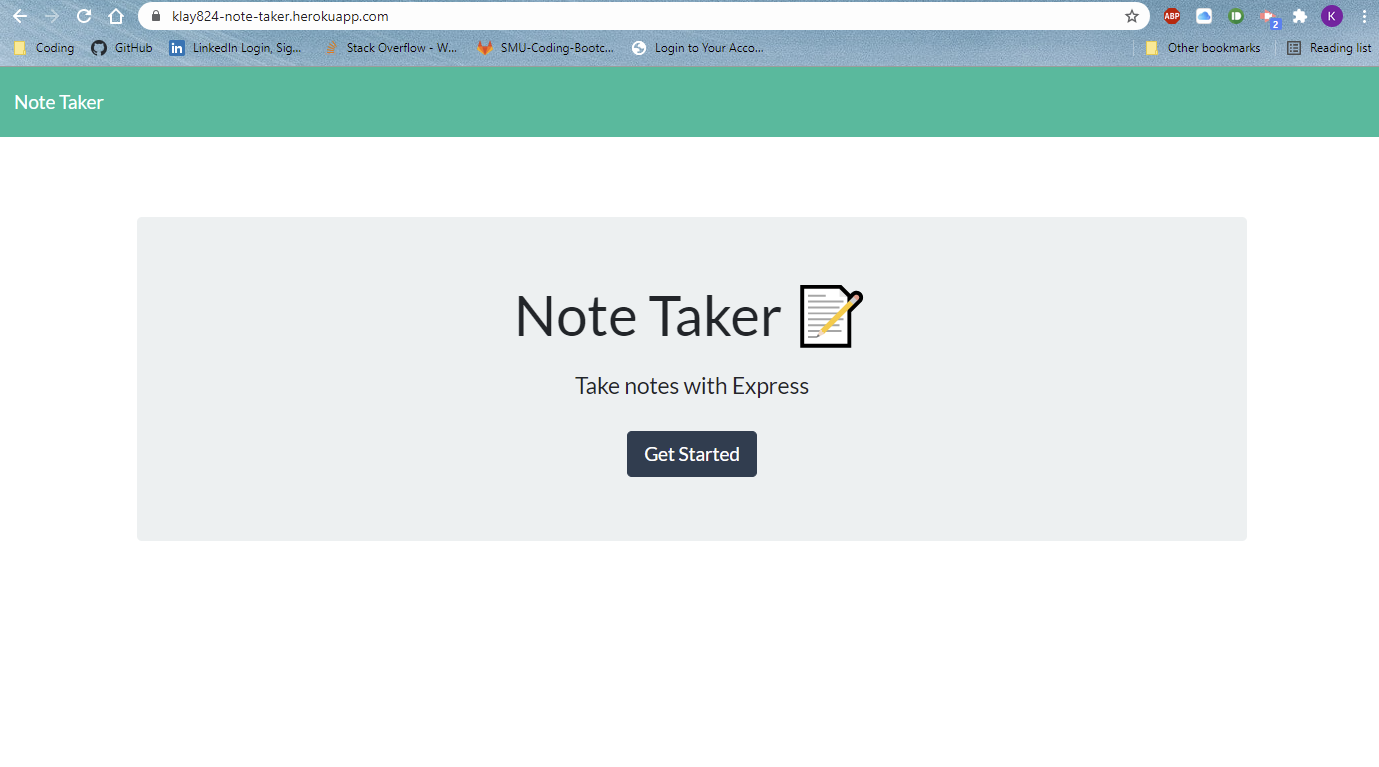 klay824-note-taker.herokuapp.com
ABP
2
K
Coding GitHub LinkedIn Login, Sig... Stack Overflow - W... SMU-Coding-Bootc... Login to Your Acco... Other bookmarks Reading list
Note Taker
Note Taker
Take notes with Express
Get Started